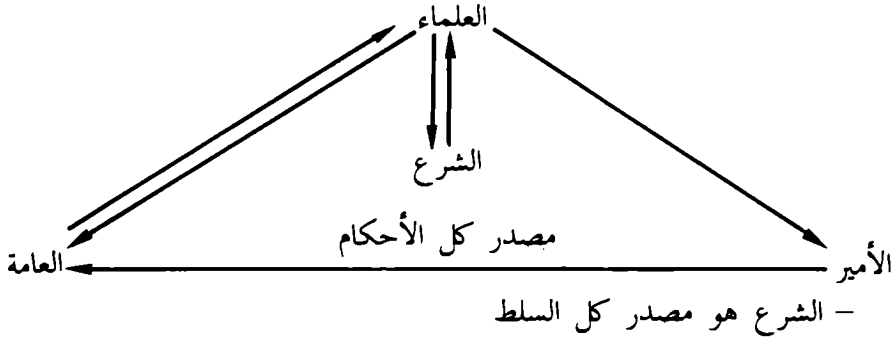 العلماء
الشرع
مصدر كل الأحكام
الأمير
العامة
– الشرع هو مصدر كل السلط